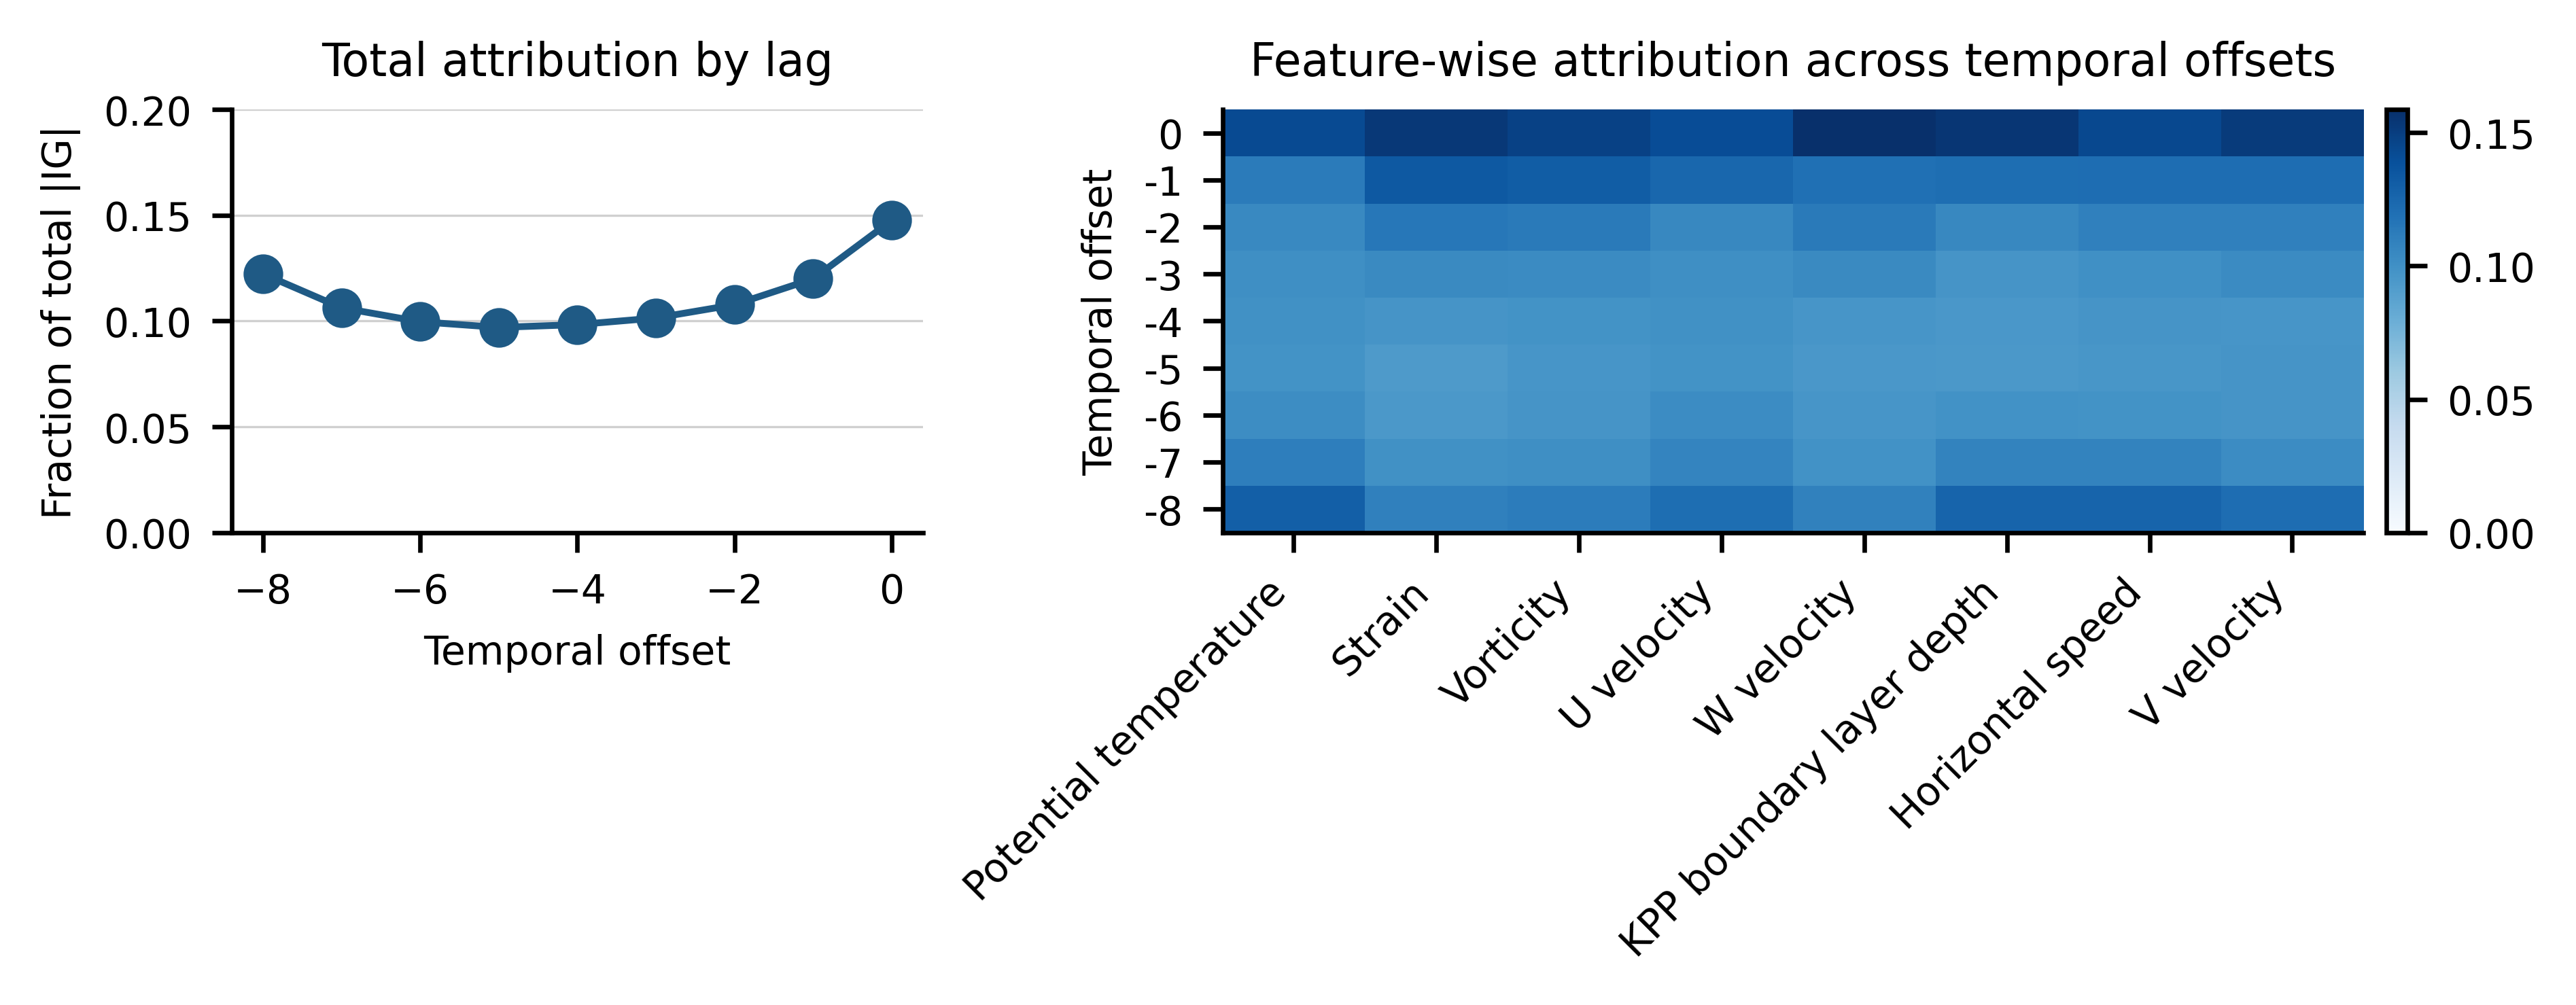 Total attribution by lag
Fraction of total |IG|
0.20
0.15
0.10
0.05
0.00
−8
−6
−4
−2
0
Temporal offset
Feature-wise attribution across temporal offsets
Temporal offset
0
-1
-2
-3
-4
-5
-6
-7
-8
Potential temperature
Strain
Vorticity
U velocity
W velocity
KPP boundary layer depth
Horizontal speed
V velocity
0.15
0.10
0.05
0.00